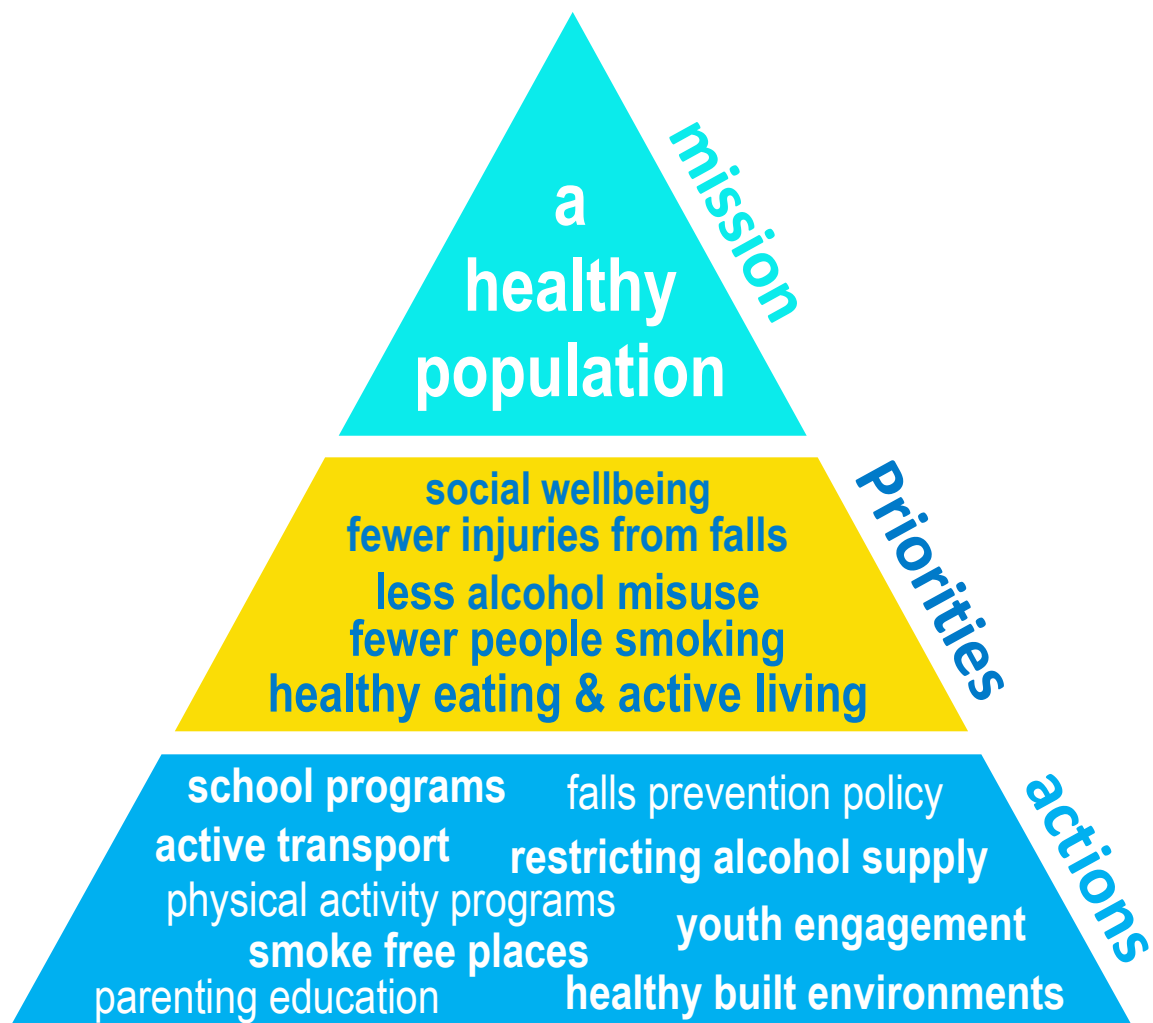 a
healthy
population
mission
social wellbeing
fewer injuries from falls
less alcohol misuse
fewer people smoking
healthy eating & active living
Priorities
school programs
falls prevention policy
active transport
restricting alcohol supply
physical activity programs
youth engagement
smoke free places
healthy built environments
parenting education
actions